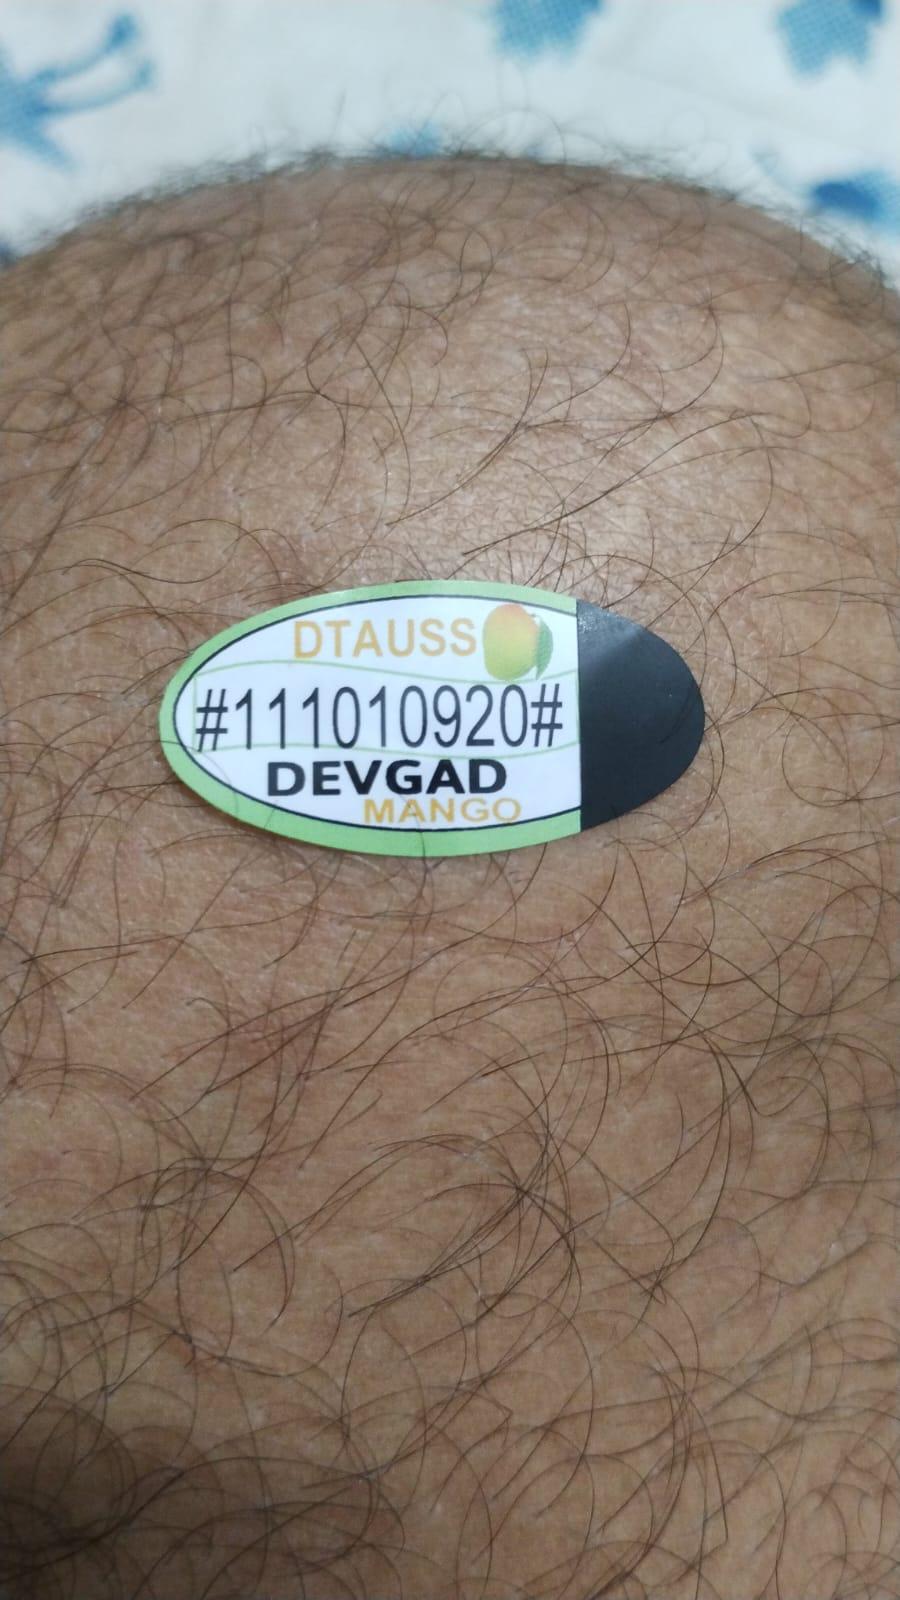 DTAUSS
#111010920#
DEVGAD
MANGO